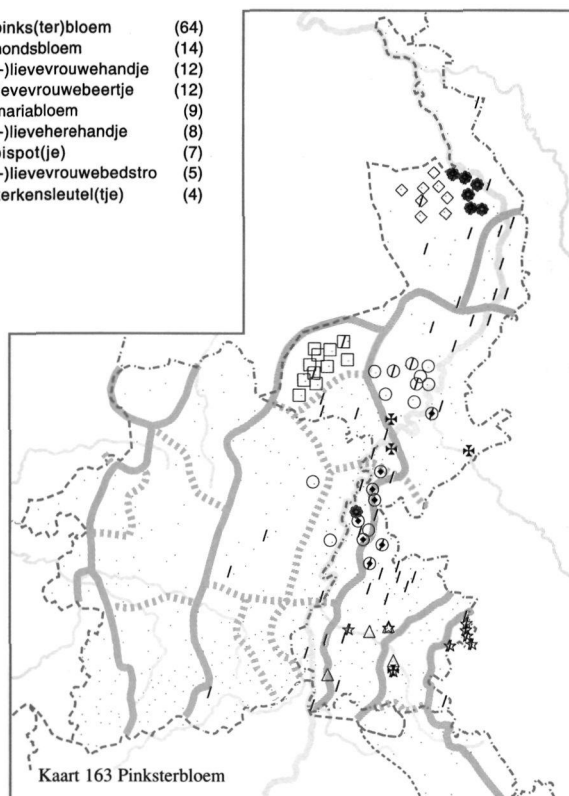 pinks(ter)bloem (64)
hondsbloem (14)
-)lievevrouwehandje (12)
lievevrouwebeertje (12)
mariabloem (9)
-)lieveherehandje (8)
pispot(je) (7)
-)lievevrouwebedstro (5)
erkensleutel(tje) (4)
Kaart 163 Pinksterbloem